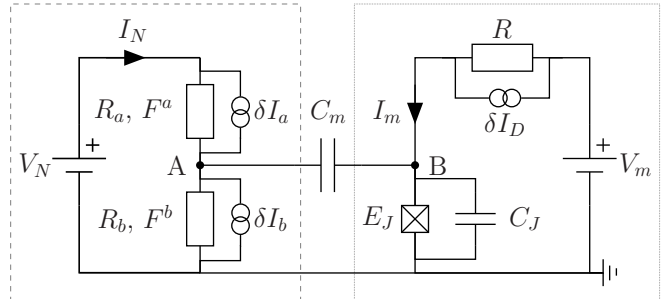 I_N
R
R_a, F^a
δI_a
C_m
I_m
δI_D
V_N
+
A
B
+
V_m
R_b, F^b
δI_b
E_J
C_J